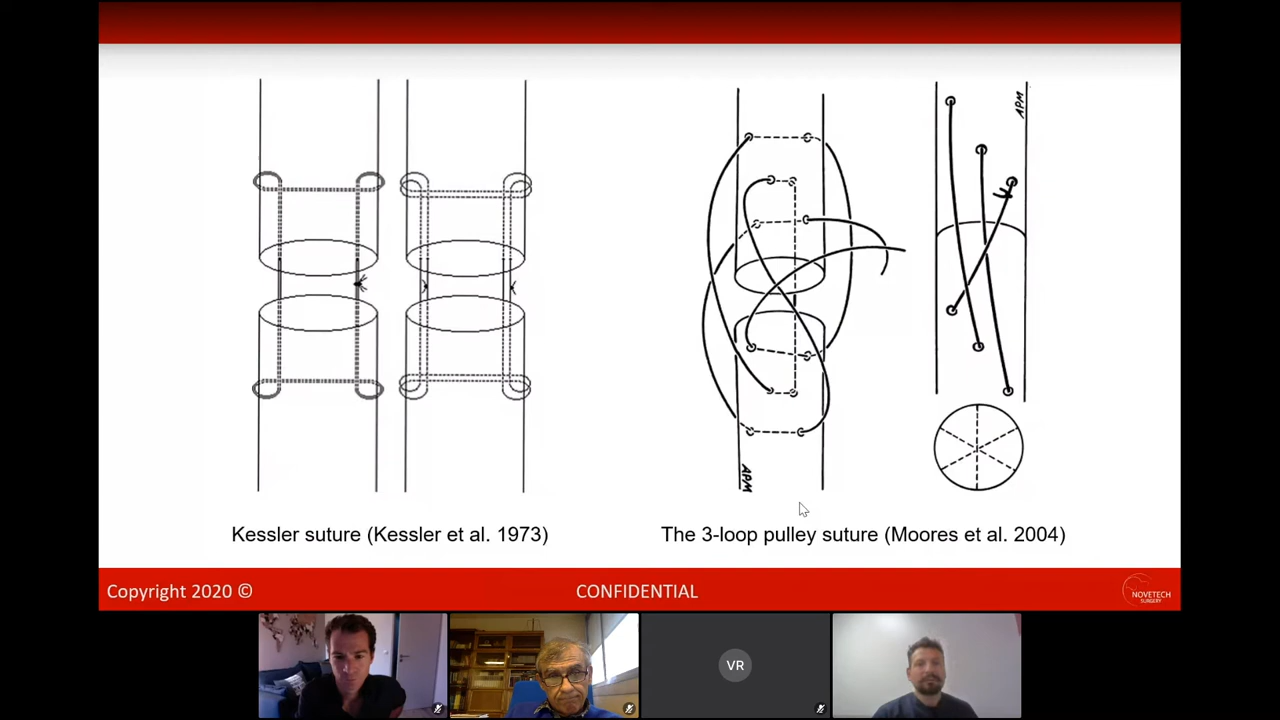 APM
APM
Kessler suture (Kessler et al. 1973)
The 3-loop pulley suture (Moores et al. 2004)
Copyright 2020 ©
CONFIDENTIAL
NOVETECH
SURGERY
VR